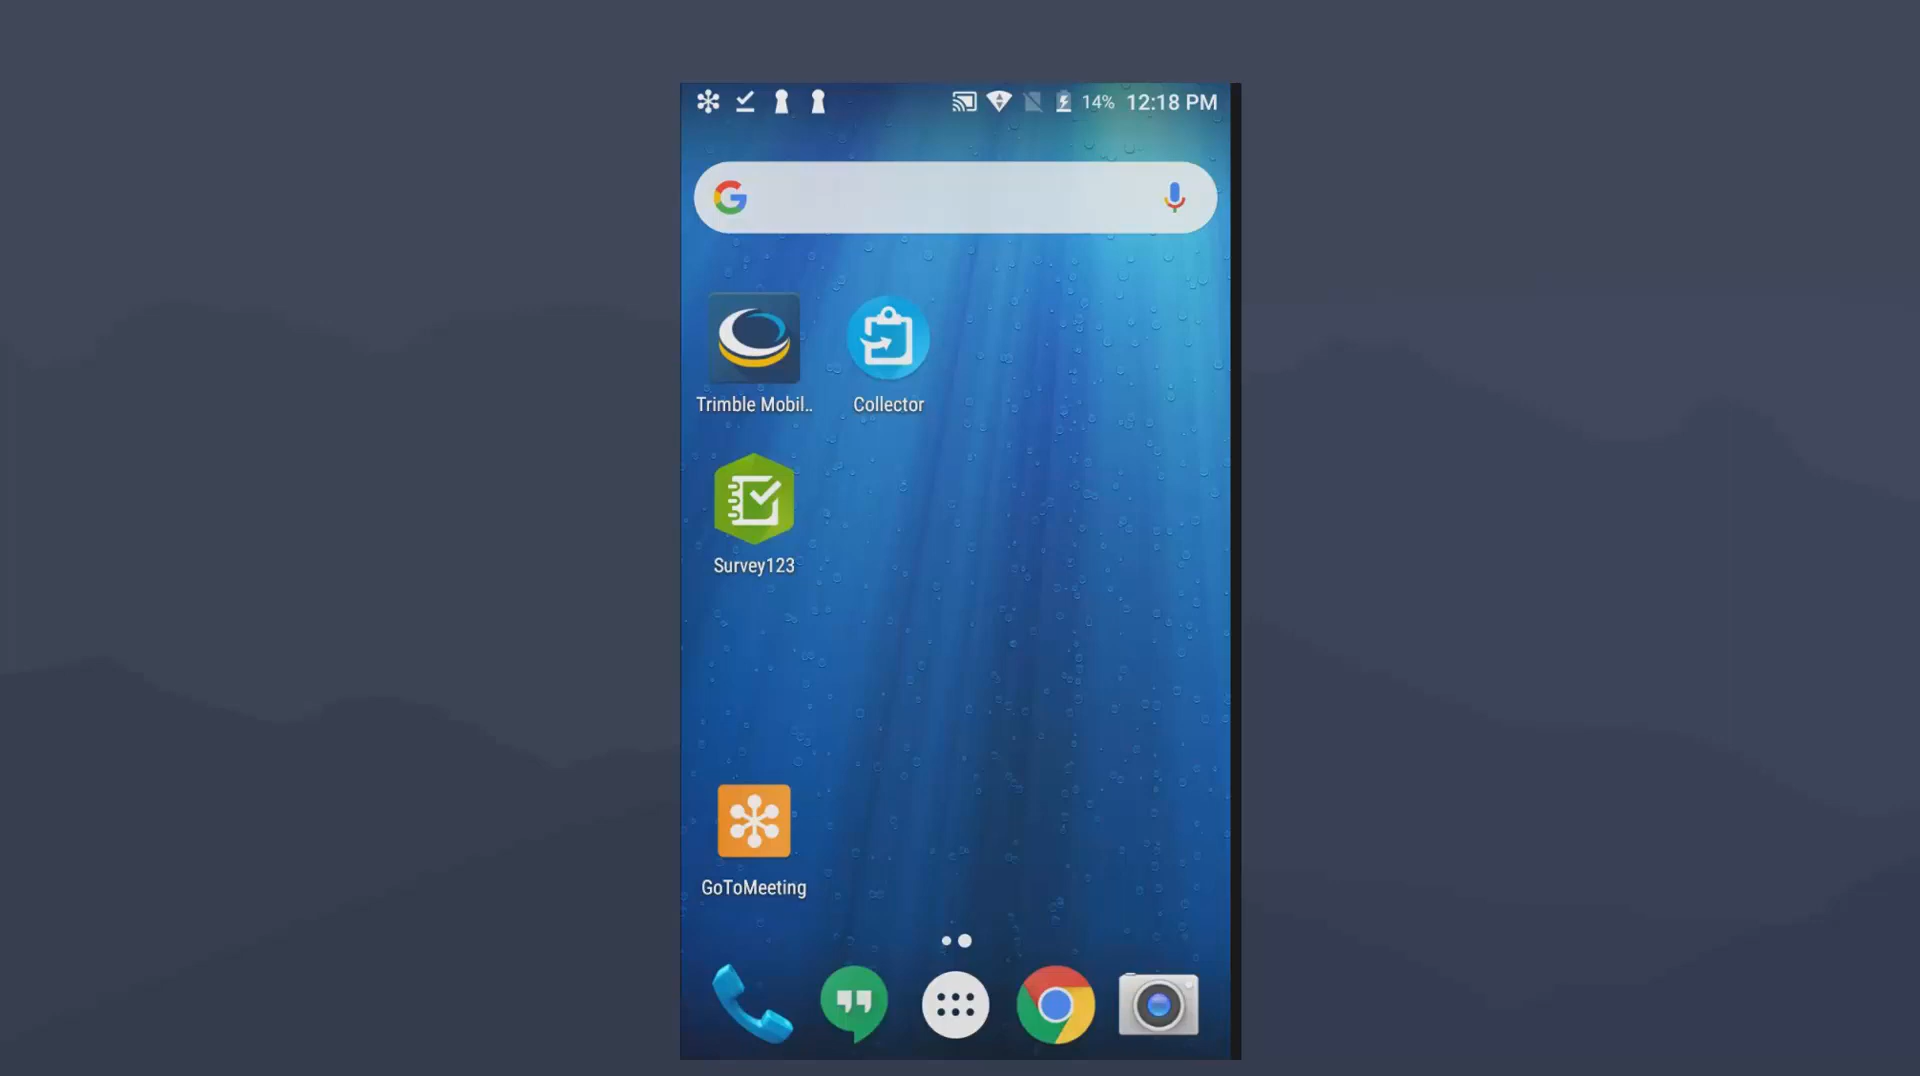 14% 12:18 PM
Trimble Mobil..
Collector
Survey123
GoToMeeting